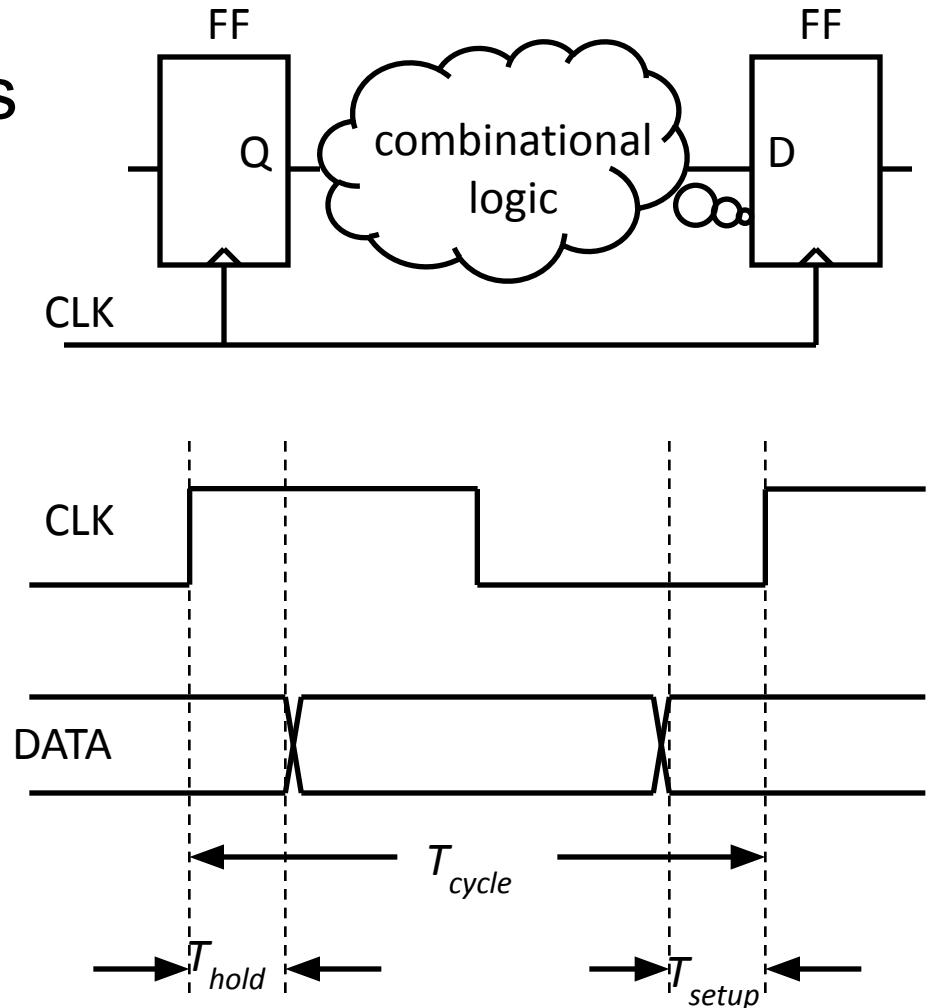 FF
FF
s
Q
combinational
logic
D
CLK
CLK
DATA
T_cycle
T_hold
T_setup